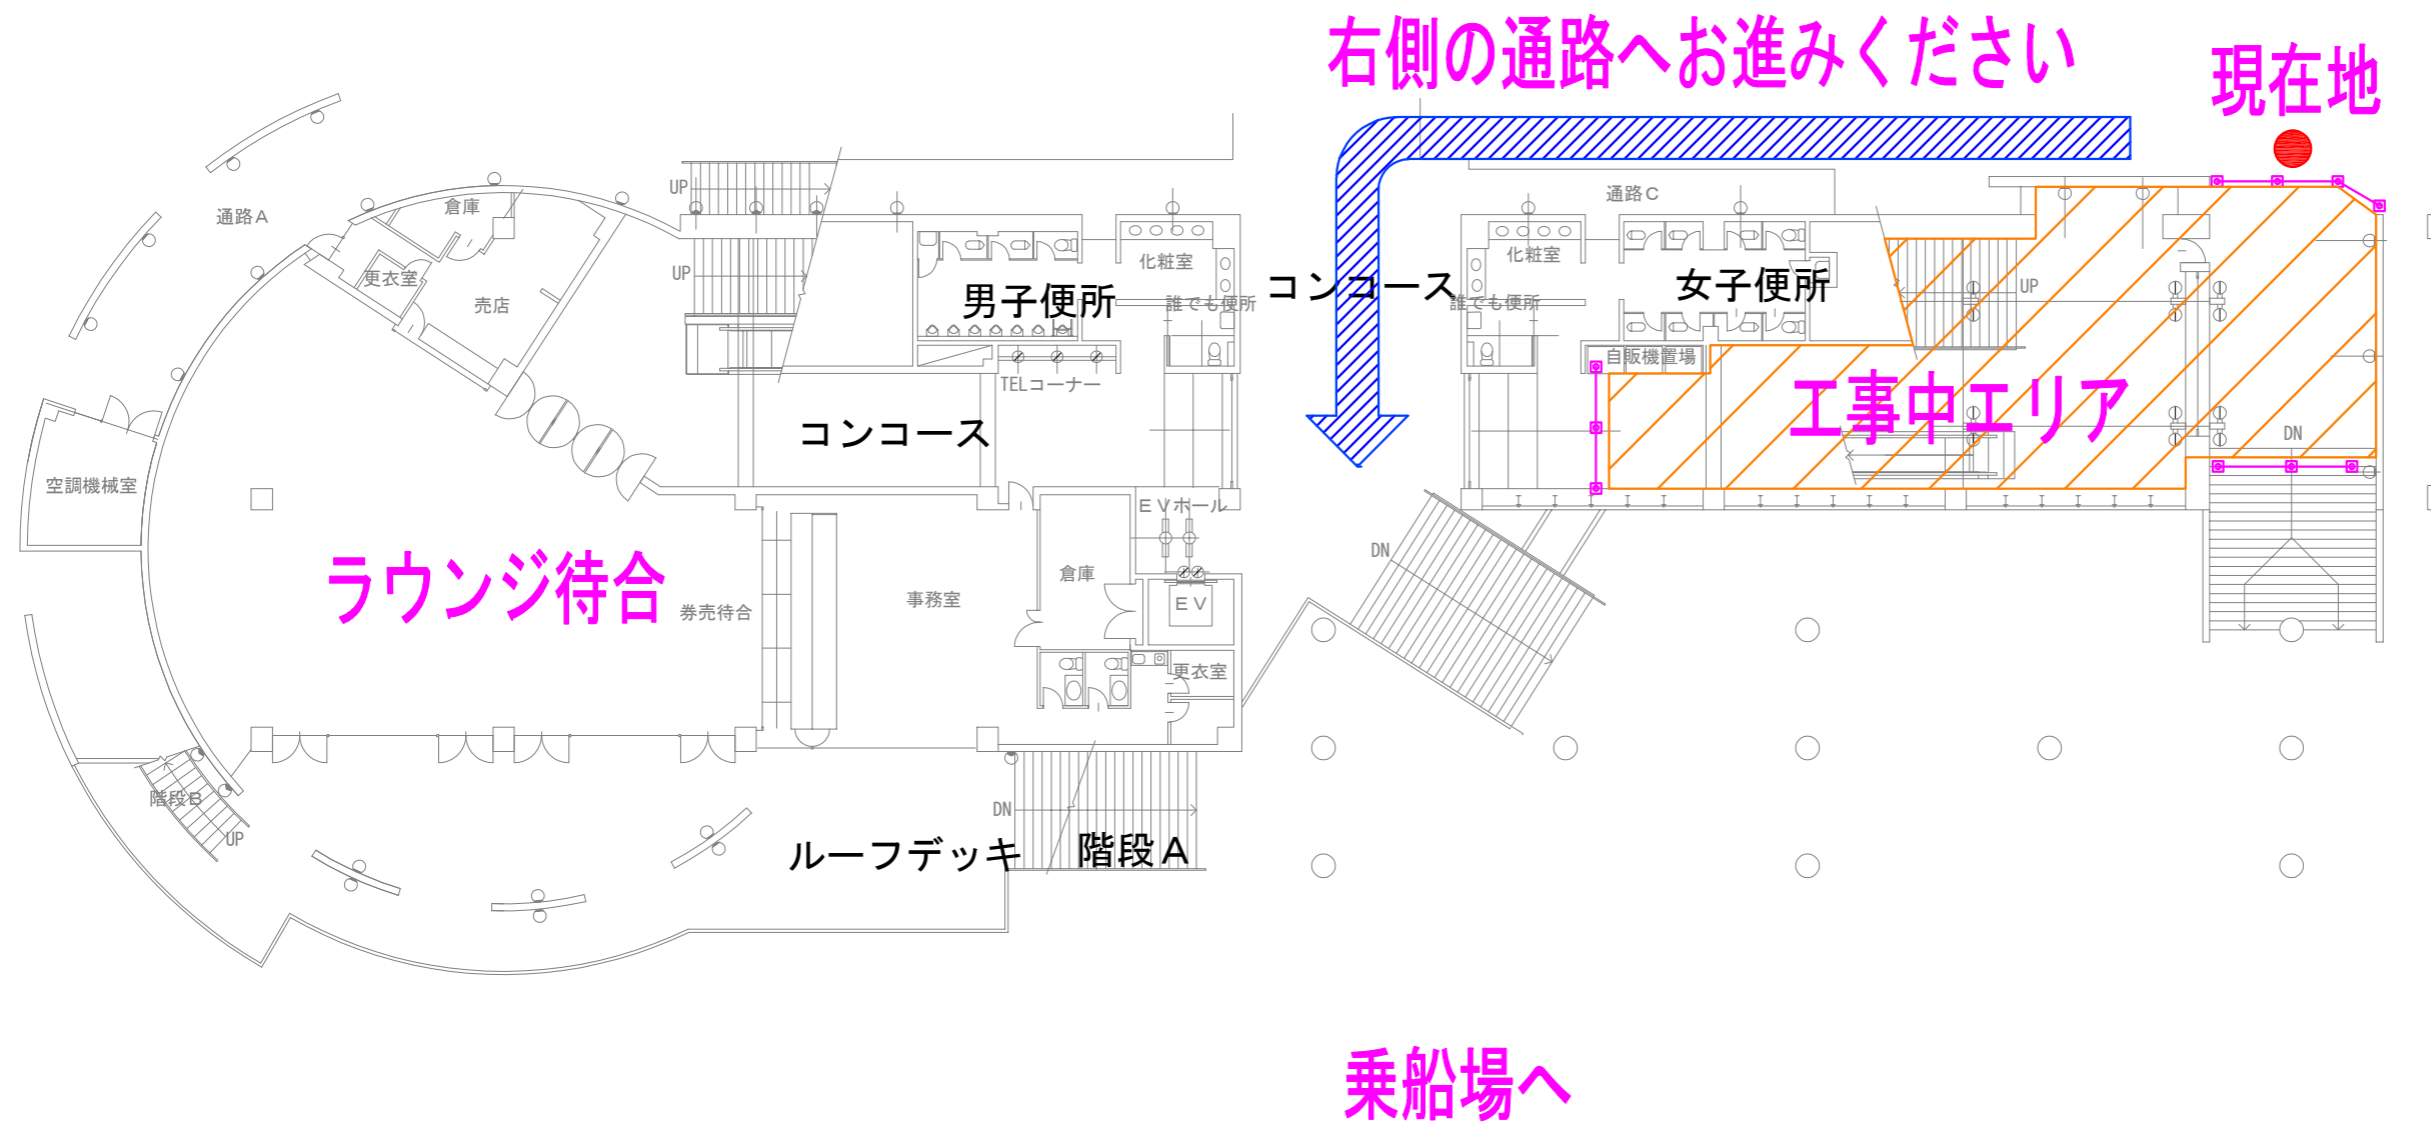 右側の通路へお進みください
現在地
通路A
倉庫
UP
通路C
更衣室
売店
UP
男子便所
化粧室
誰でも便所
コンコース
化粧室
誰でも便所
女子便所
UP
自販機置場
TELコーナー
コンコース
工事中エリア
DN
空調機械室
EVホール
DN
ラウンジ待合
券売待合
事務室
倉庫
EV
更衣室
階段B
UP
DN
ルーフデッキ
階段A
乗船場へ